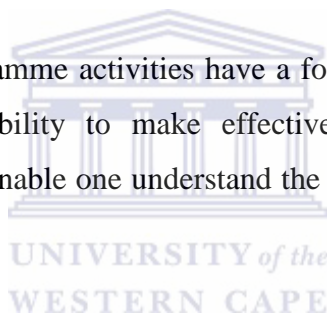 amme activities have a fo
bility to make effective
nable one understand the
UNIVERSITY of the
WESTERN CAPE